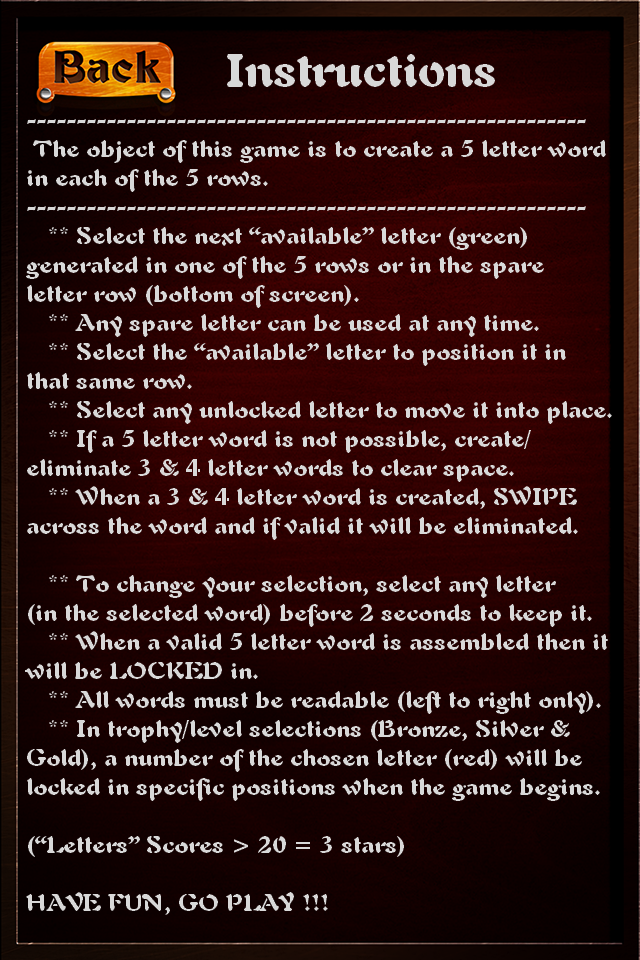 Back
Instructions
--------------------------------------------------------
The object of this game is to create a 5 letter word
in each of the 5 rows.
--------------------------------------------------------
** Select the next “available” letter (green)
generated in one of the 5 rows or in the spare
letter row (bottom of screen).
** Any spare letter can be used at any time.
** Select the “available” letter to position it in
that same row.
** Select any unlocked letter to move it into place.
** If a 5 letter word is not possible, create/
eliminate 3 & 4 letter words to clear space.
** When a 3 & 4 letter word is created, SWIPE
across the word and if valid it will be eliminated.
** To change your selection, select any letter
(in the selected word) before 2 seconds to keep it.
** When a valid 5 letter word is assembled then it
will be LOCKED in.
** All words must be readable (left to right only).
** In trophy/level selections (Bronze, Silver &
Gold), a number of the chosen letter (red) will be
locked in specific positions when the game begins.
(“Letters” Scores > 20 = 3 stars)
HAVE FUN, GO PLAY !!!